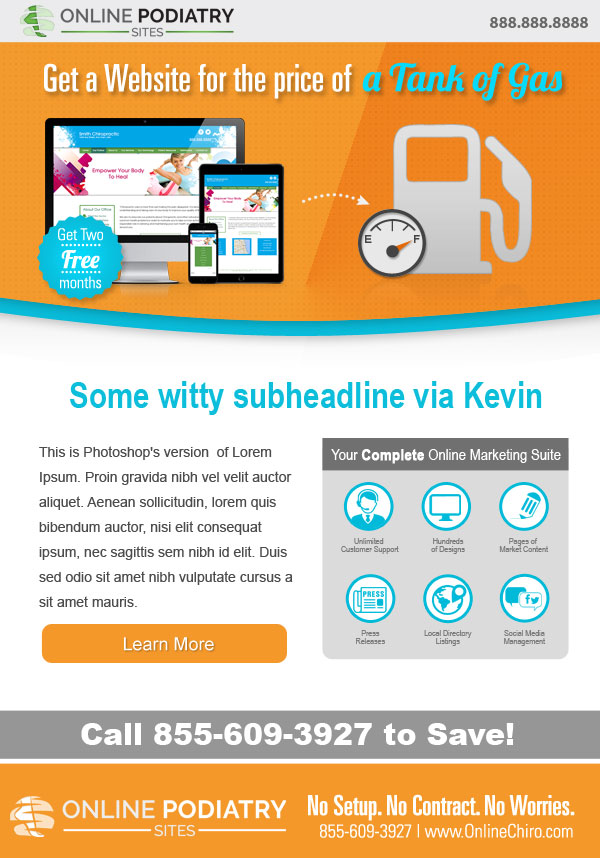 ONLINE PODIATRY
SITES
888.888.8888
Get a Website for the price of a Tank of Gas
Smith Chiropractic
Empower Your Body
To Heal
About Our Office
Get Two
Free
months
E
F
Some witty subheadline via Kevin
This is Photoshop's version of Lorem
Ipsum. Proin gravida nibh vel velit auctor
aliquet. Aenean sollicitudin, lorem quis
bibendum auctor, nisi elit consequat
ipsum, nec sagittis sem nibh id elit. Duis
sed odio sit amet nibh vulputate cursus a
sit amet mauris.
Learn More
Your Complete Online Marketing Suite
Unlimited
Customer Support
Hundreds
of Designs
Pages of
Market Content
PRESS
Press
Releases
Local Directory
Listings
Social Media
Management
Call 855-609-3927 to Save!
ONLINE PODIATRY
SITES
No Setup. No Contract. No Worries.
855-609-3927 | www.OnlineChiro.com